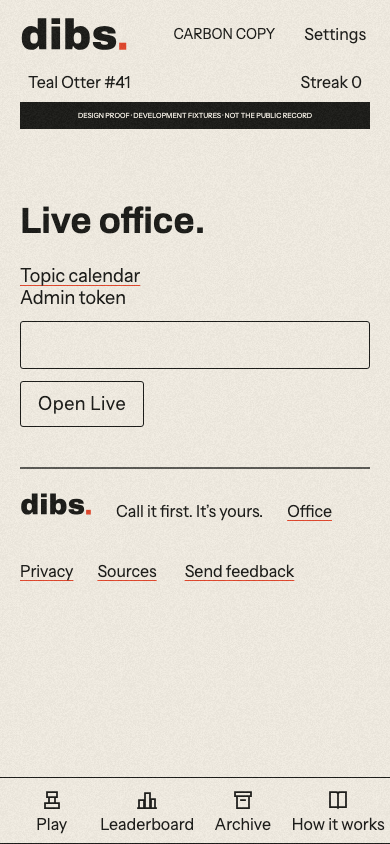 dibs. CARBON COPY Settings
Teal Otter #41 Streak 0
DESIGN PROOF · DEVELOPMENT FIXTURES · NOT THE PUBLIC RECORD
Live office.
Topic calendar
Admin token
Open Live
dibs. Call it first. It's yours. Office
Privacy Sources Send feedback
Play Leaderboard Archive How it works